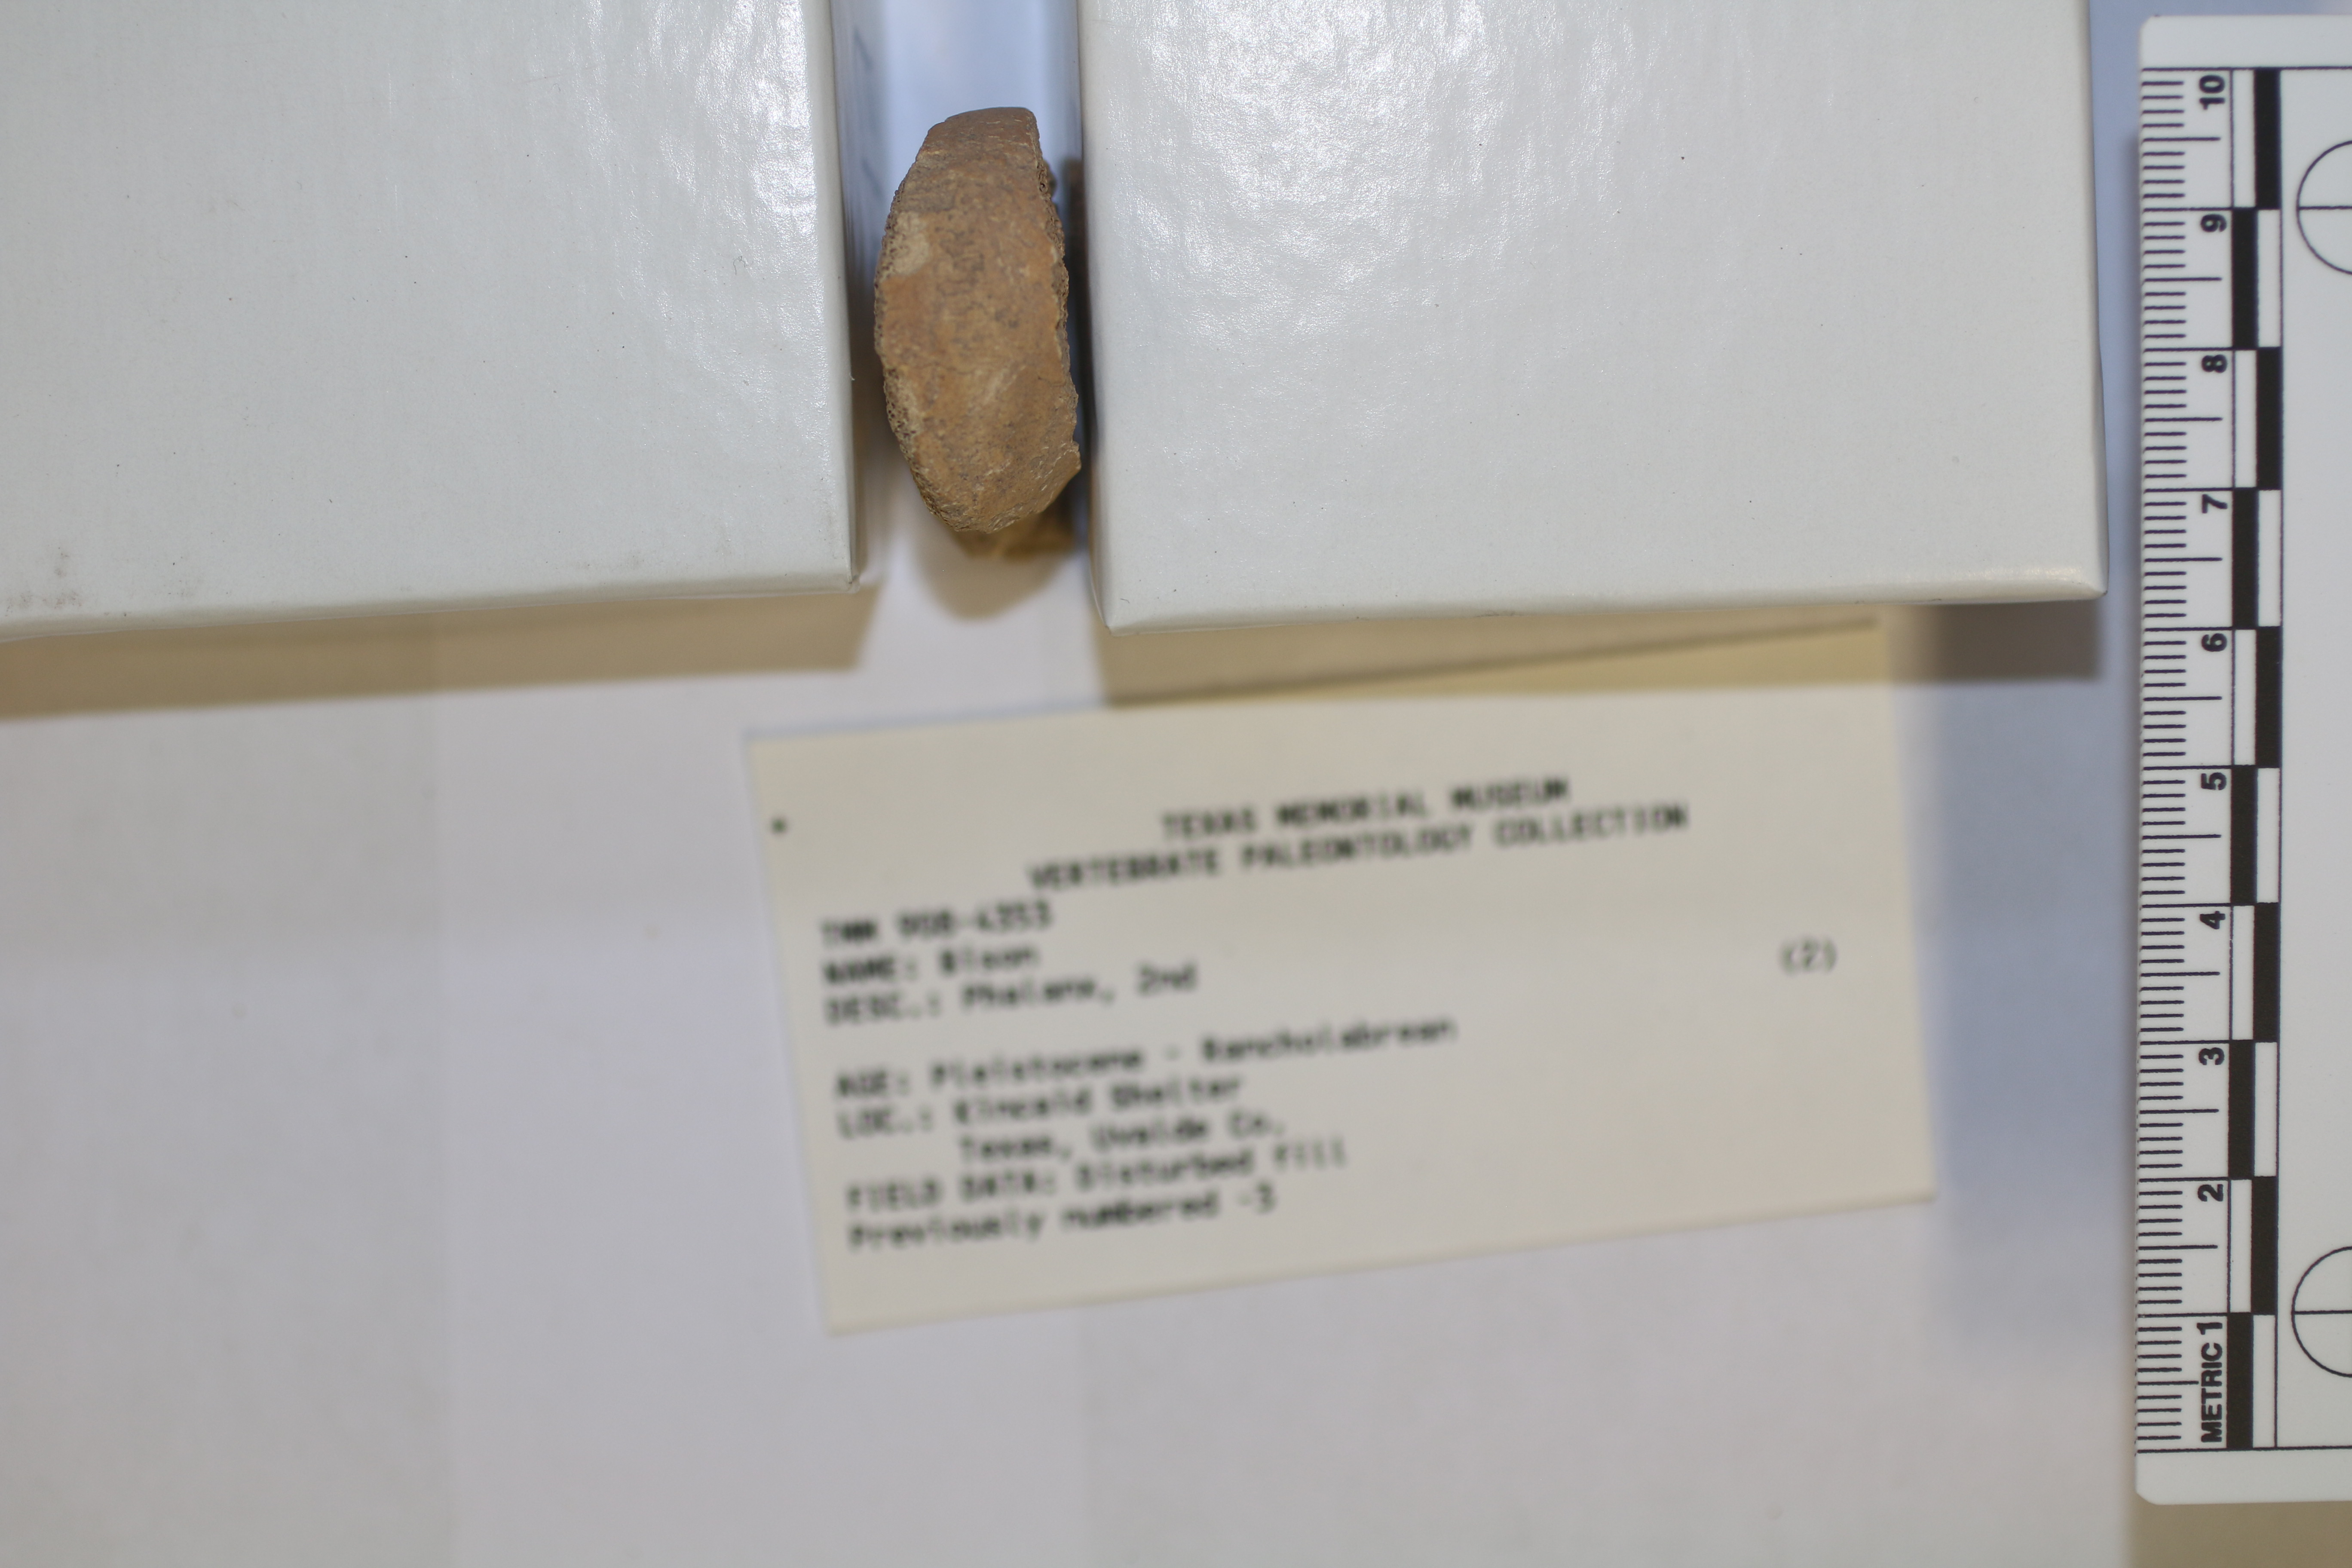 TEXAS MEMORIAL MUSEUM
VERTEBRATE PALEONTOLOGY COLLECTION
TMM 908-4353
NAME: Bison
DESC.: Phalanx, 2nd (2)
AGE: Pleistocene - Rancholabrean
LOC.: Kincaid Shelter
Texas, Uvalde Co.
FIELD DATA: Disturbed fill
Previously numbered -3
10
9
8
7
6
5
4
3
2
METRIC 1